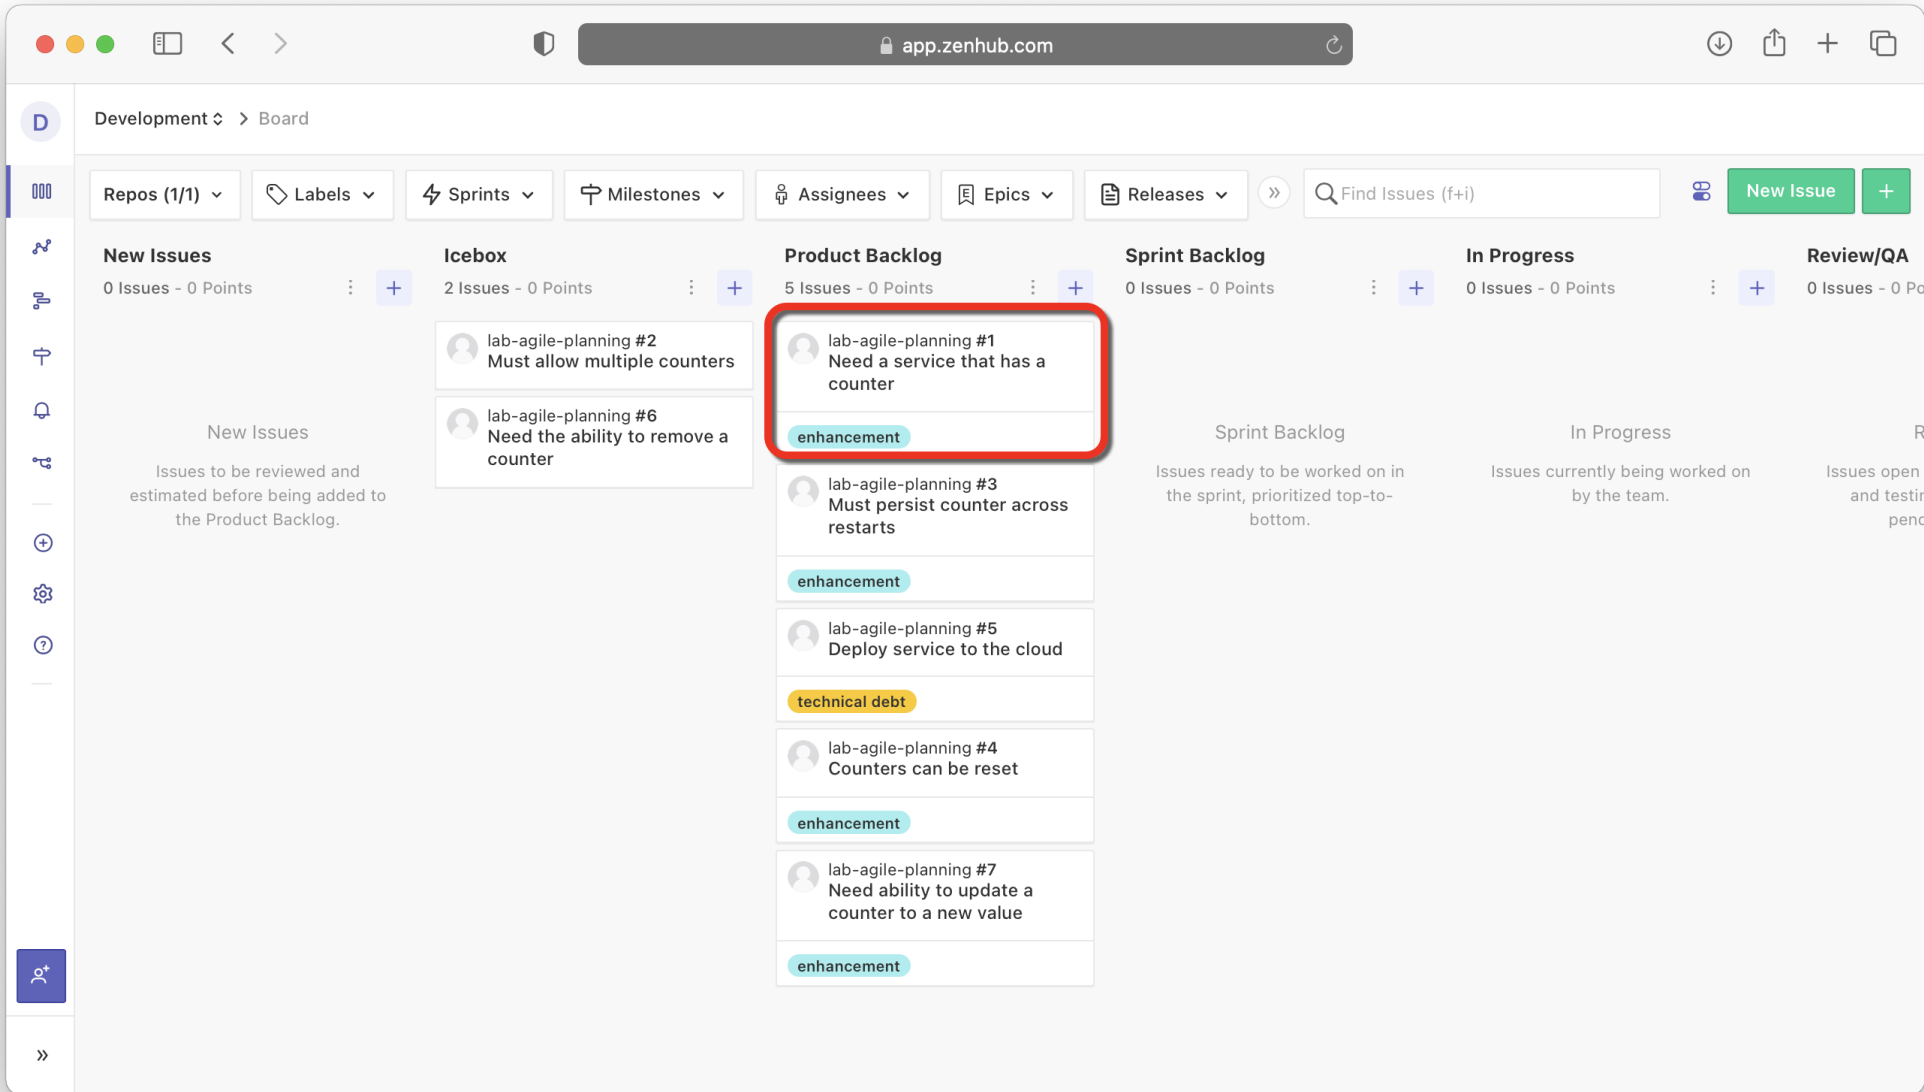 app.zenhub.com
D
Development > Board
Repos (1/1)
Labels
Sprints
Milestones
Assignees
Epics
Releases
Find Issues (f+i)
New Issue
+
New Issues
0 Issues - 0 Points
New Issues
Issues to be reviewed and
estimated before being added to
the Product Backlog.
Icebox
2 Issues - 0 Points
lab-agile-planning #2
Must allow multiple counters
lab-agile-planning #6
Need the ability to remove a
counter
Product Backlog
5 Issues - 0 Points
lab-agile-planning #1
Need a service that has a
counter
enhancement
lab-agile-planning #3
Must persist counter across
restarts
enhancement
lab-agile-planning #5
Deploy service to the cloud
technical debt
lab-agile-planning #4
Counters can be reset
enhancement
lab-agile-planning #7
Need ability to update a
counter to a new value
enhancement
Sprint Backlog
0 Issues - 0 Points
Sprint Backlog
Issues ready to be worked on in
the sprint, prioritized top-to-
bottom.
In Progress
0 Issues - 0 Points
In Progress
Issues currently being worked on
by the team.
Review/QA
0 Issues - 0 Po
R
Issues open
and testin
pend